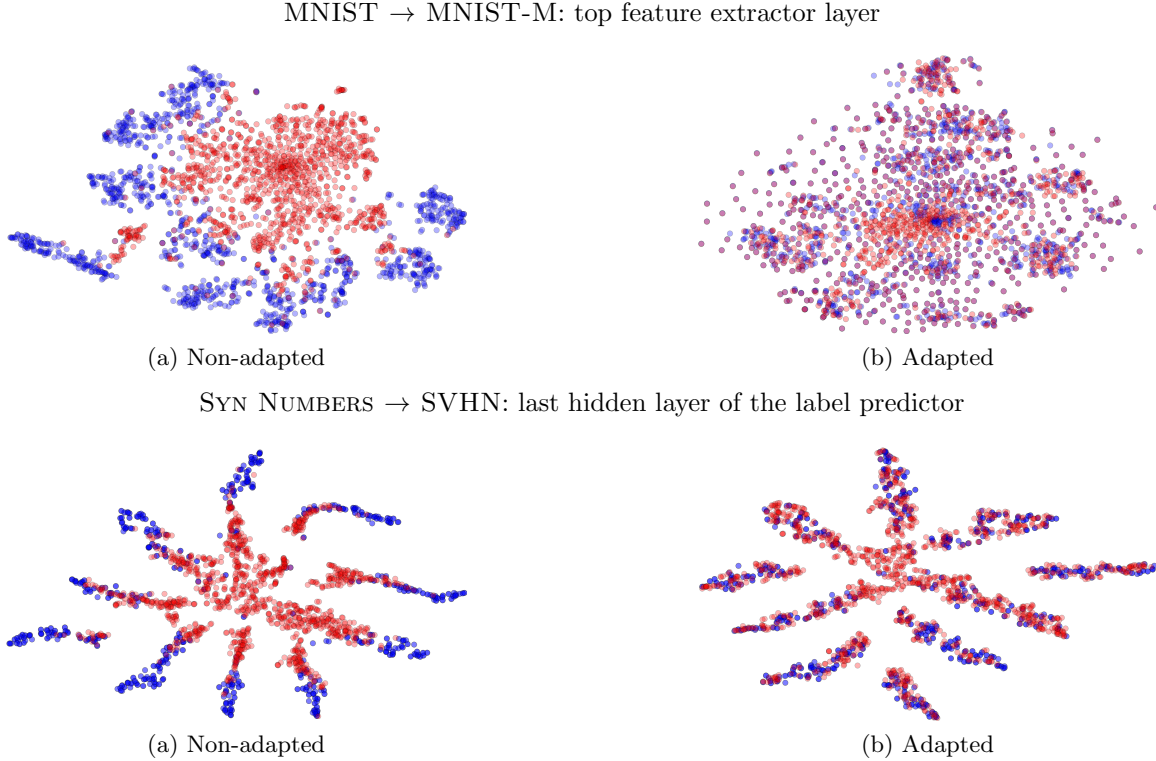 MNIST → MNIST-M: top feature extractor layer
(a) Non-adapted
(b) Adapted
SYN NUMBERS → SVHN: last hidden layer of the label predictor
(a) Non-adapted
(b) Adapted